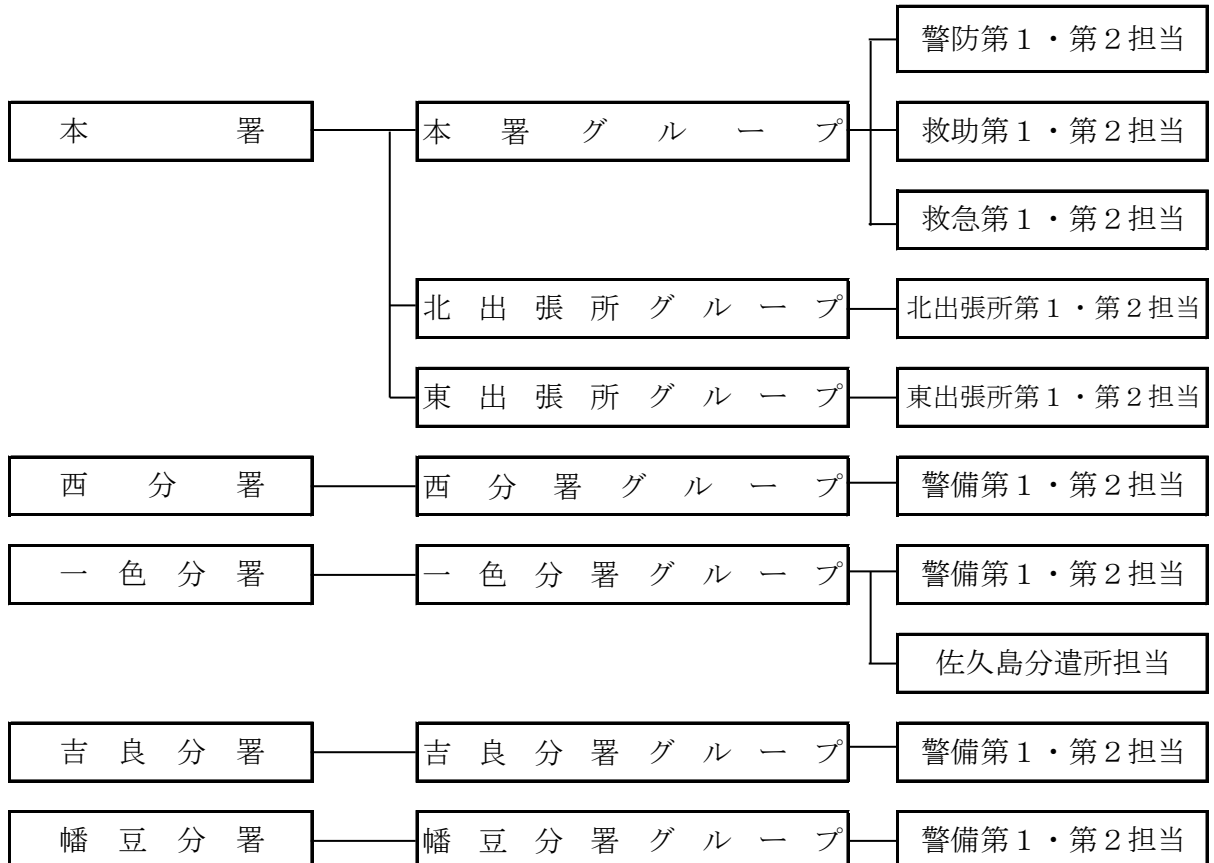 警防第１・第２担当
本署 本署グループ 救助第１・第２担当
救急第１・第２担当
北出張所グループ 北出張所第１・第２担当
東出張所グループ 東出張所第１・第２担当
西分署 西分署グループ 警備第１・第２担当
一色分署 一色分署グループ 警備第１・第２担当
佐久島分遣所担当
吉良分署 吉良分署グループ 警備第１・第２担当
幡豆分署 幡豆分署グループ 警備第１・第２担当